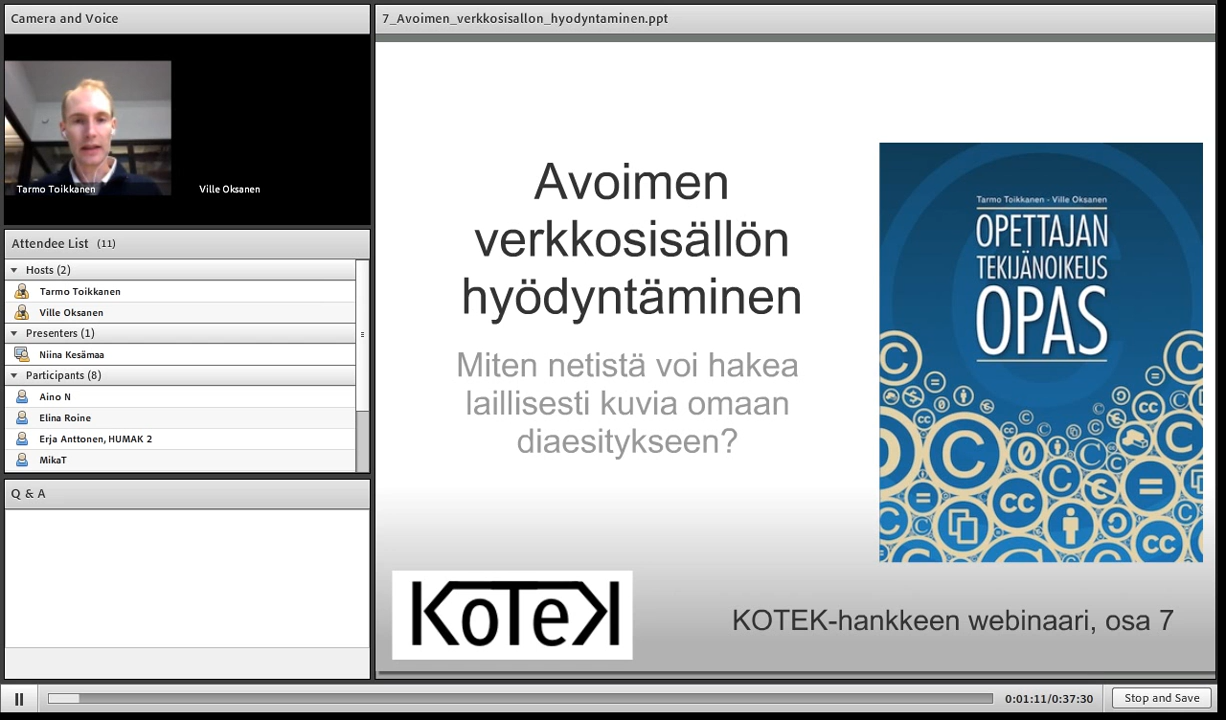 Camera and Voice
Tarmo Toikkanen
Ville Oksanen
Attendee List (11)
Hosts (2)
Tarmo Toikkanen
Ville Oksanen
Presenters (1)
Niina Kesämaa
Participants (8)
Aino N
Elina Roine
Erja Anttonen, HUMAK 2
MikaT
Q & A
7_Avoimen_verkkosisallon_hyodyntaminen.ppt
Avoimen
verkkosisällön
hyödyntäminen
Miten netistä voi hakea
laillisesti kuvia omaan
diaesitykseen?
Tarmo Toikkanen - Ville Oksanen
OPETTAJAN
TEKIJÄNOIKEUS
OPAS
KoTeK
KOTEK-hankkeen webinaari, osa 7
0:01:11/0:37:30
Stop and Save